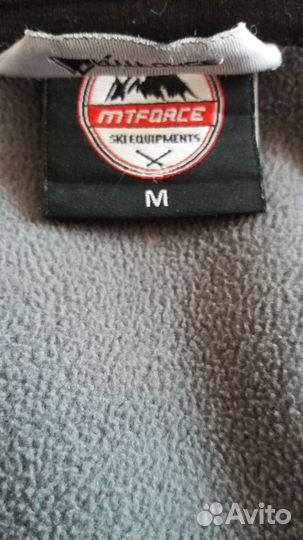 MTFORCE
SKI EQUIPMENTS
M
Avito